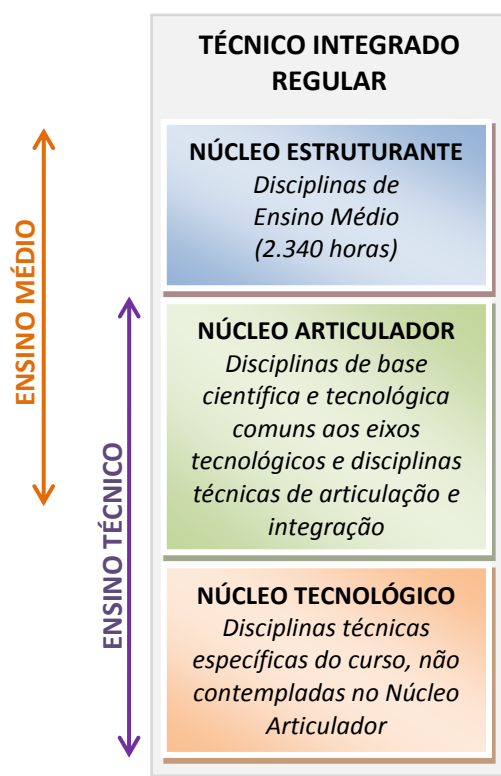 TÉCNICO INTEGRADO
REGULAR
ENSINO MÉDIO
NÚCLEO ESTRUTURANTE
Disciplinas de
Ensino Médio
(2.340 horas)
ENSINO TÉCNICO
NÚCLEO ARTICULADOR
Disciplinas de base
científica e tecnológica
comuns aos eixos
tecnológicos e disciplinas
técnicas de articulação e
integração
NÚCLEO TECNOLÓGICO
Disciplinas técnicas
específicas do curso, não
contempladas no Núcleo
Articulador